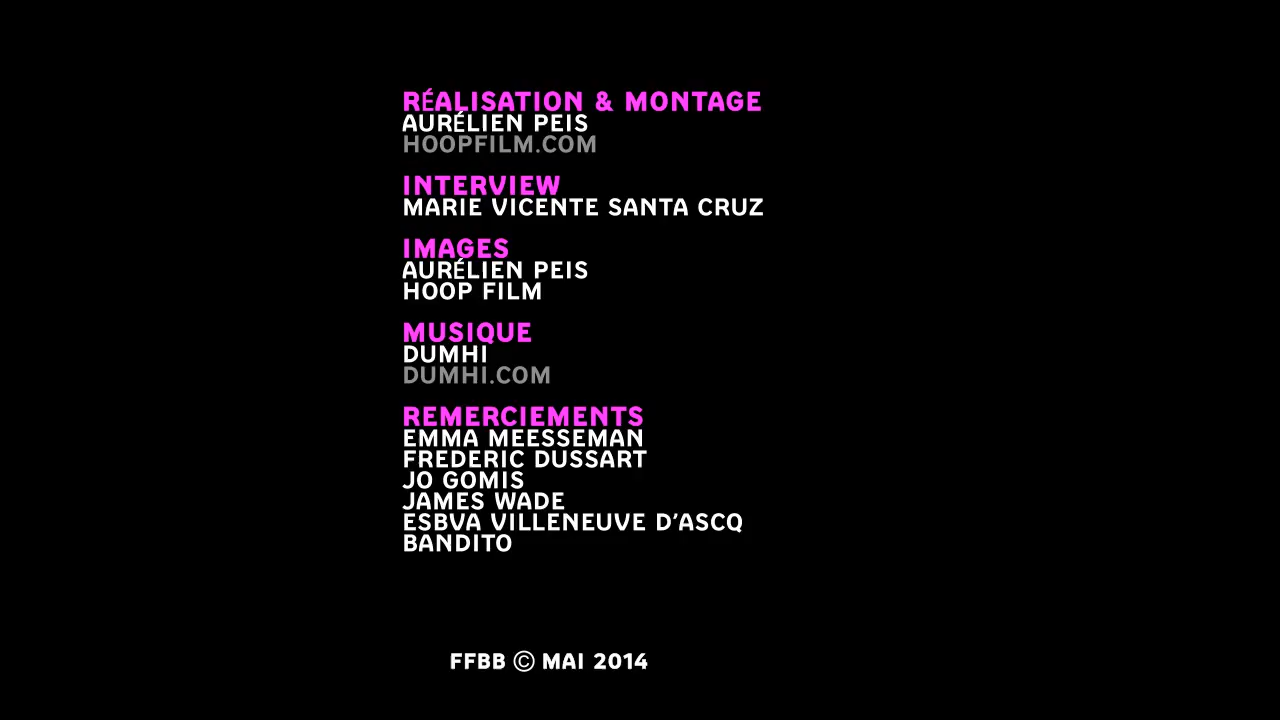 RÉALISATION & MONTAGE
AURÉLIEN PEIS
HOOPFILM.COM
INTERVIEW
MARIE VICENTE SANTA CRUZ
IMAGES
AURÉLIEN PEIS
HOOP FILM
MUSIQUE
DUMHI
DUMHI.COM
REMERCIEMENTS
EMMA MEESSEMAN
FREDERIC DUSSART
JO GOMIS
JAMES WADE
ESBVA VILLENEUVE D'ASCQ
BANDITO
FFBB © MAI 2014